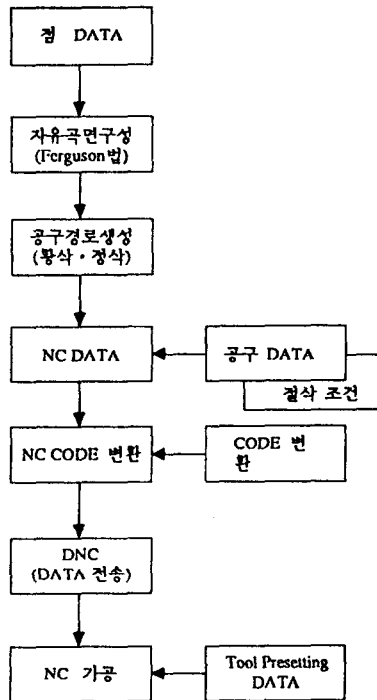 점 DATA
자유곡면구성
(Ferguson법)
공구경로생성
(황삭·정삭)
NC DATA
공구 DATA
절삭 조건
NC CODE 변환
CODE 변
환
DNC
(DATA 전송)
NC 가공
Tool Presetting
DATA